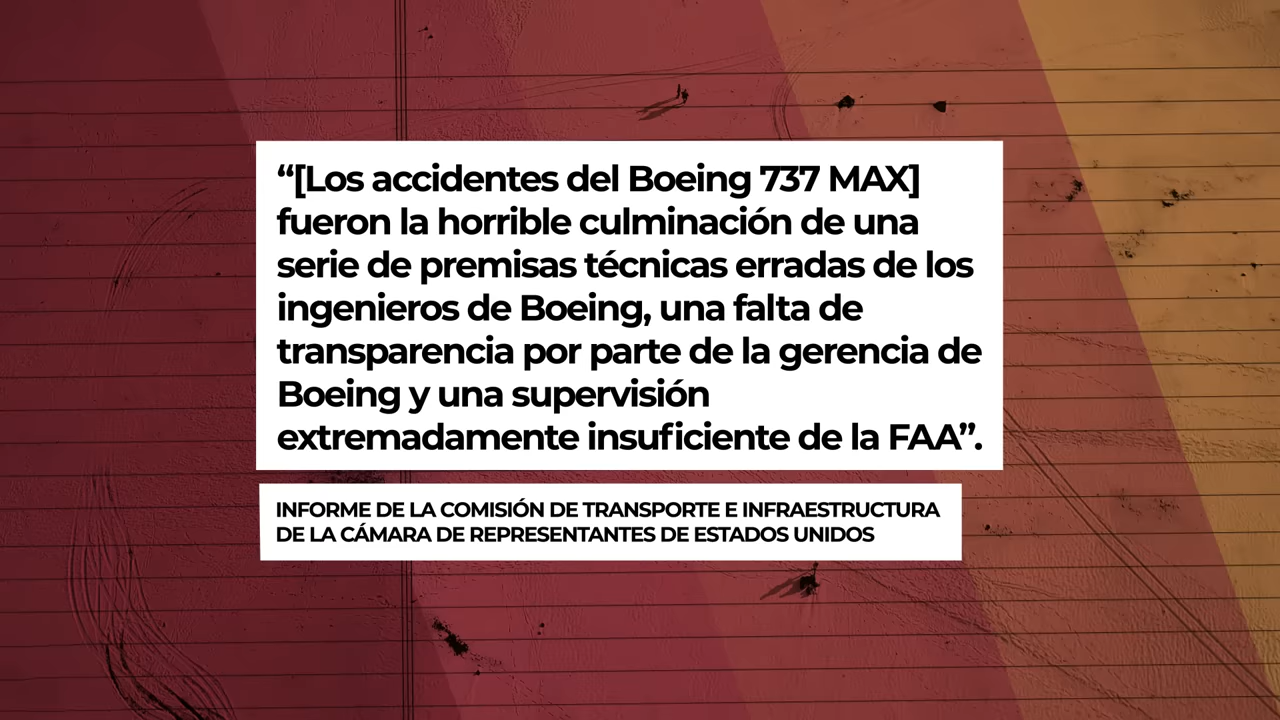 “[Los accidentes del Boeing 737 MAX]
fueron la horrible culminación de una
serie de premisas técnicas erradas de los
ingenieros de Boeing, una falta de
transparencia por parte de la gerencia de
Boeing y una supervisión
extremadamente insuficiente de la FAA”.
INFORME DE LA COMISIÓN DE TRANSPORTE E INFRAESTRUCTURA
DE LA CÁMARA DE REPRESENTANTES DE ESTADOS UNIDOS